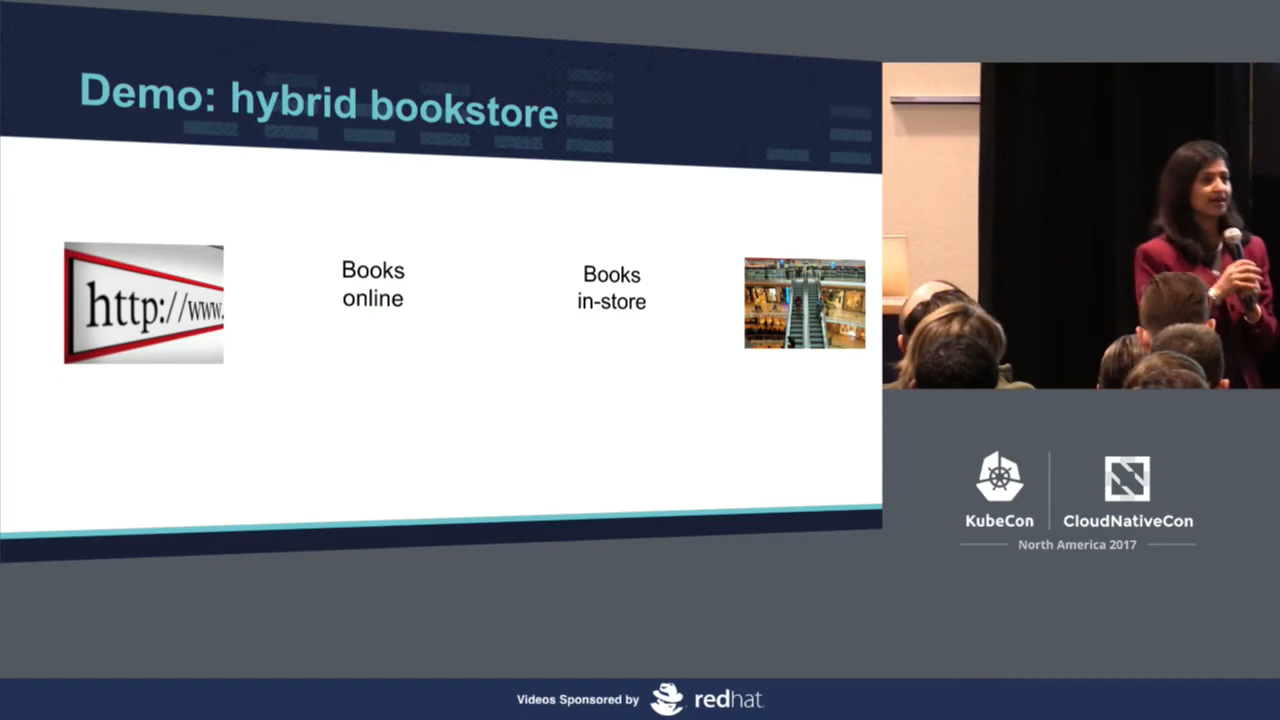 Demo: hybrid bookstore
http://www.
Books
online
Books
in-store
KubeCon
CloudNativeCon
North America 2017
Videos Sponsored by
redhat.